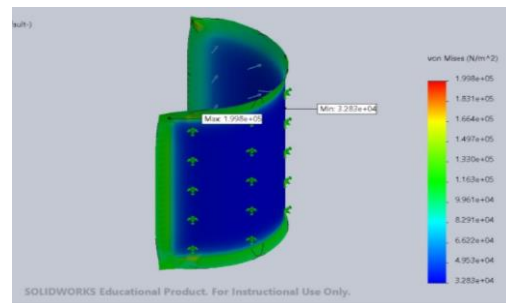 ault-)
von Mises (N/m^2)
1.998e+05
1.831e+05
1.664e+05
1.497e+05
1.330e+05
1.163e+05
9.961e+04
8.291e+04
6.622e+04
4.953e+04
3.283e+04
Min: 3.283e+04
Max: 1.998e+05
SOLIDWORKS Educational Product. For Instructional Use Only.